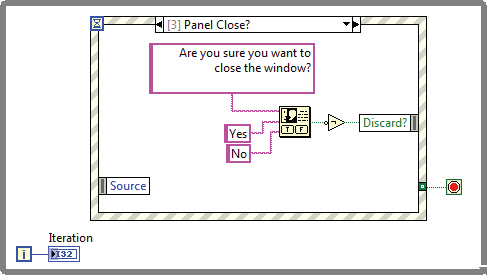 [3] Panel Close?
Are you sure you want to
close the window?
Yes
No
T F
Discard?
Source
Iteration
i
I32